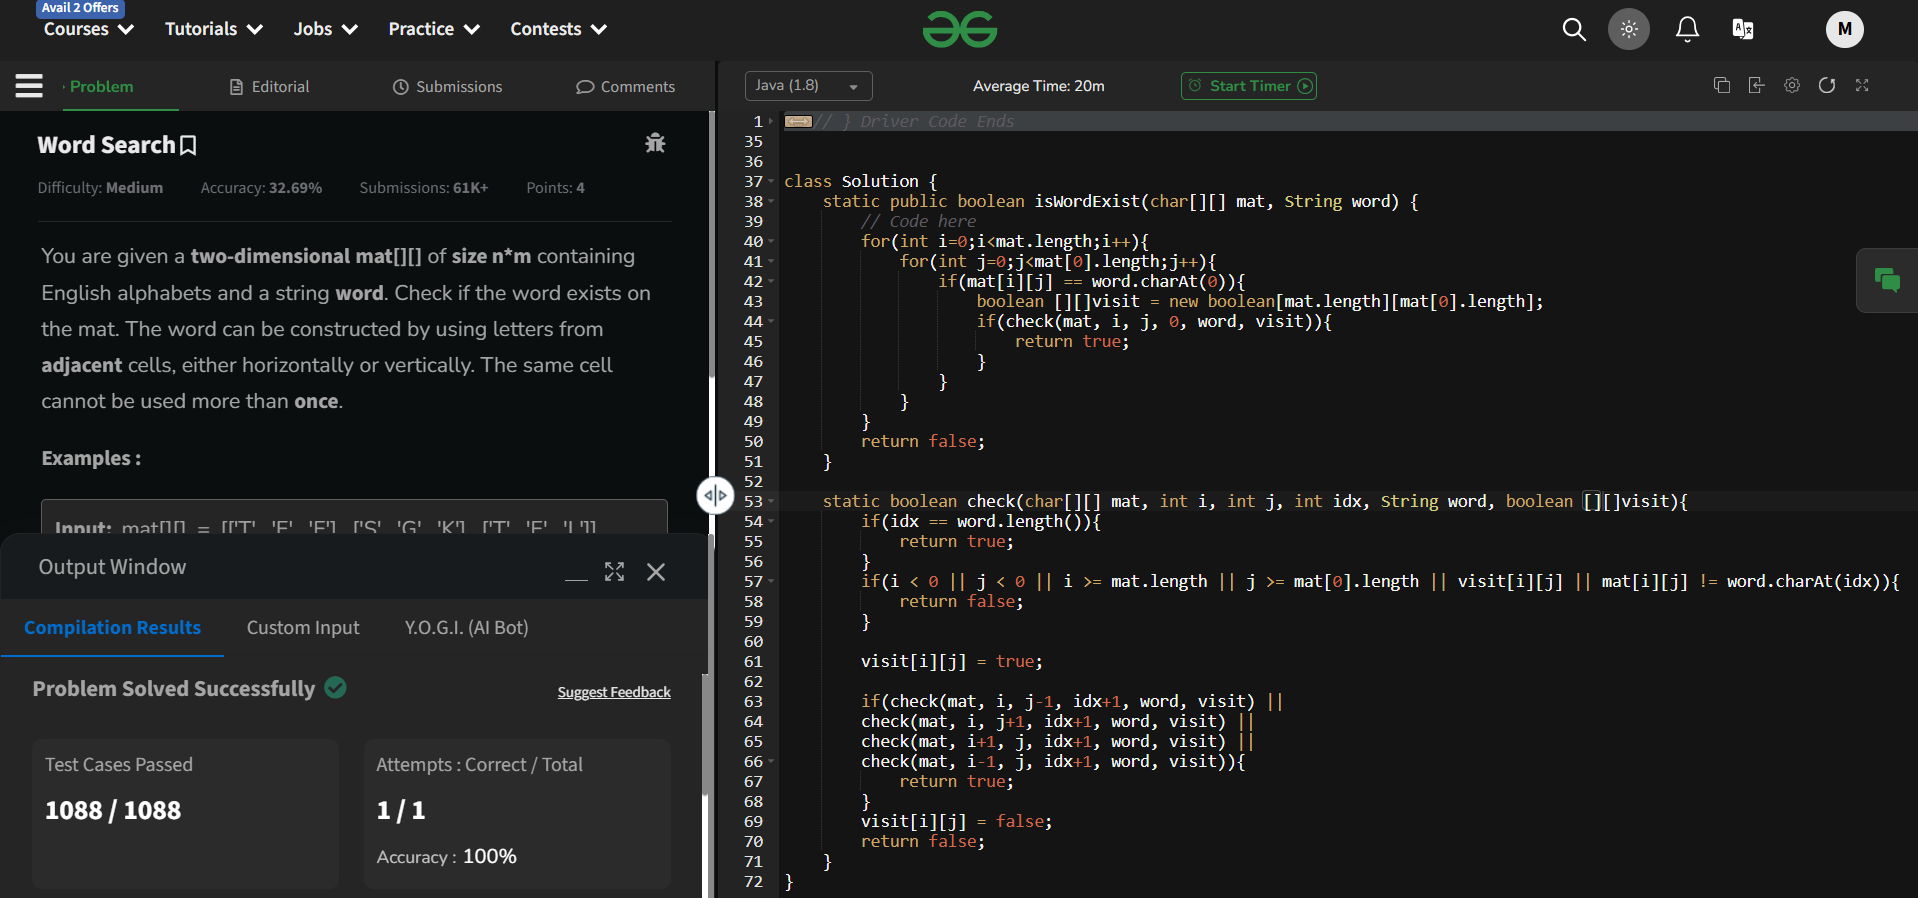 Avail 2 Offers
Courses Tutorials Jobs Practice Contests
M
Problem Editorial Submissions Comments
Java (1.8) Average Time: 20m Start Timer
Word Search
Difficulty: Medium Accuracy: 32.69% Submissions: 61K+ Points: 4
You are given a two-dimensional mat[][] of size n*m containing
English alphabets and a string word. Check if the word exists on
the mat. The word can be constructed by using letters from
adjacent cells, either horizontally or vertically. The same cell
cannot be used more than once.
Examples :
Input: mat[][] = [['T', 'E', 'E'], ['S', 'G', 'K'], ['T', 'E', 'L']]
Output Window
Compilation Results Custom Input Y.O.G.I. (AI Bot)
Problem Solved Successfully
Suggest Feedback
Test Cases Passed
1088 / 1088
Attempts : Correct / Total
1 / 1
Accuracy : 100%
1 // } Driver Code Ends
35
36
37 class Solution {
38 static public boolean isWordExist(char[][] mat, String word) {
39 // Code here
40 for(int i=0;i<mat.length;i++){
41 for(int j=0;j<mat[0].length;j++){
42 if(mat[i][j] == word.charAt(0)){
43 boolean [][]visit = new boolean[mat.length][mat[0].length];
44 if(check(mat, i, j, 0, word, visit)){
45 return true;
46 }
47 }
48 }
49 }
50 return false;
51 }
52
53 static boolean check(char[][] mat, int i, int j, int idx, String word, boolean [][]visit){
54 if(idx == word.length()){
55 return true;
56 }
57 if(i < 0 || j < 0 || i >= mat.length || j >= mat[0].length || visit[i][j] || mat[i][j] != word.charAt(idx)){
58 return false;
59 }
60
61 visit[i][j] = true;
62
63 if(check(mat, i, j-1, idx+1, word, visit) ||
64 check(mat, i, j+1, idx+1, word, visit) ||
65 check(mat, i+1, j, idx+1, word, visit) ||
66 check(mat, i-1, j, idx+1, word, visit)){
67 return true;
68 }
69 visit[i][j] = false;
70 return false;
71 }
72 }